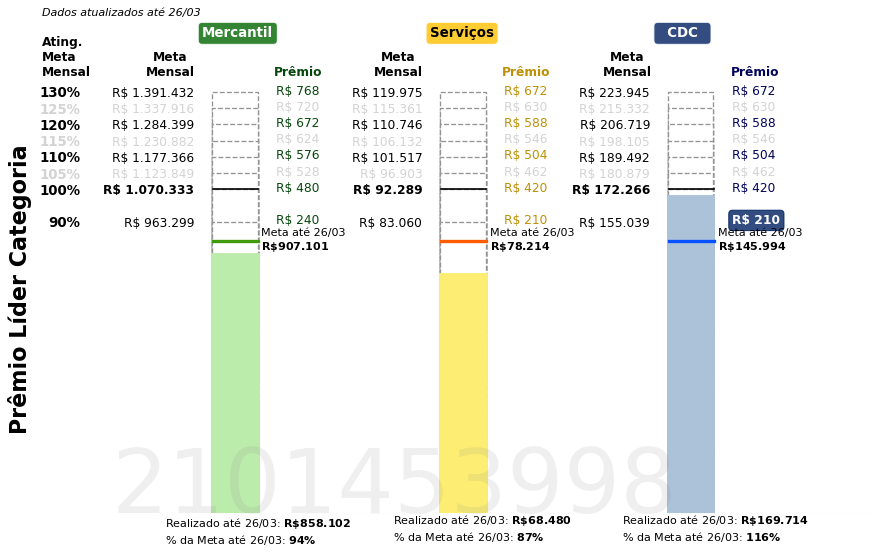 Dados atualizados até 26/03
Mercantil Serviços CDC
Ating.
Meta Meta Meta Meta
Mensal Mensal Prêmio Mensal Prêmio Mensal Prêmio
130% R$ 1.391.432 R$ 768 R$ 119.975 R$ 672 R$ 223.945 R$ 672
125% R$ 1.337.916 R$ 720 R$ 115.361 R$ 630 R$ 215.332 R$ 630
120% R$ 1.284.399 R$ 672 R$ 110.746 R$ 588 R$ 206.719 R$ 588
115% R$ 1.230.882 R$ 624 R$ 106.132 R$ 546 R$ 198.105 R$ 546
110% R$ 1.177.366 R$ 576 R$ 101.517 R$ 504 R$ 189.492 R$ 504
105% R$ 1.123.849 R$ 528 R$ 96.903 R$ 462 R$ 180.879 R$ 462
100% R$ 1.070.333 R$ 480 R$ 92.289 R$ 420 R$ 172.266 R$ 420
90% R$ 963.299 R$ 240 R$ 83.060 R$ 210 R$ 155.039 R$ 210
Meta até 26/03 Meta até 26/03 Meta até 26/03
R$907.101 R$78.214 R$145.994
Prêmio Líder Categoria
2101453998
Realizado até 26/03: R$858.102 Realizado até 26/03: R$68.480 Realizado até 26/03: R$169.714
% da Meta até 26/03: 94% % da Meta até 26/03: 87% % da Meta até 26/03: 116%